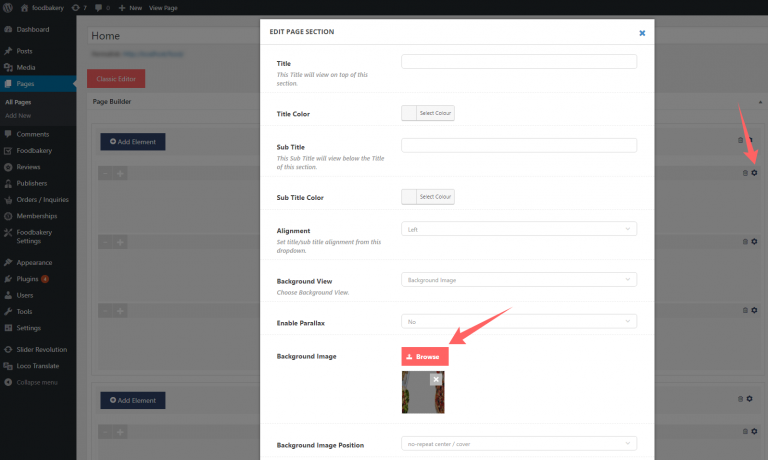 foodbakery
7
0
New
View Page
Dashboard
Posts
Media
Pages
All Pages
Add New
Comments
Foodbakery
Reviews
Publishers
Orders / Inquiries
Memberships
Foodbakery
Settings
Appearance
Plugins 4
Users
Tools
Settings
Slider Revolution
Loco Translate
Collapse menu
Home
Classic Editor
Page Builder
Add Element
Add Element
EDIT PAGE SECTION
Title
This Title will view on top of this
section.
Title Color
Select Colour
Sub Title
This Sub Title will view below the Title
of this section.
Sub Title Color
Select Colour
Alignment
Left
Set title/sub title alignment from this
dropdown.
Background View
Background Image
Choose Background View.
Enable Parallax
No
Background Image
Browse
Background Image Position
no-repeat center / cover